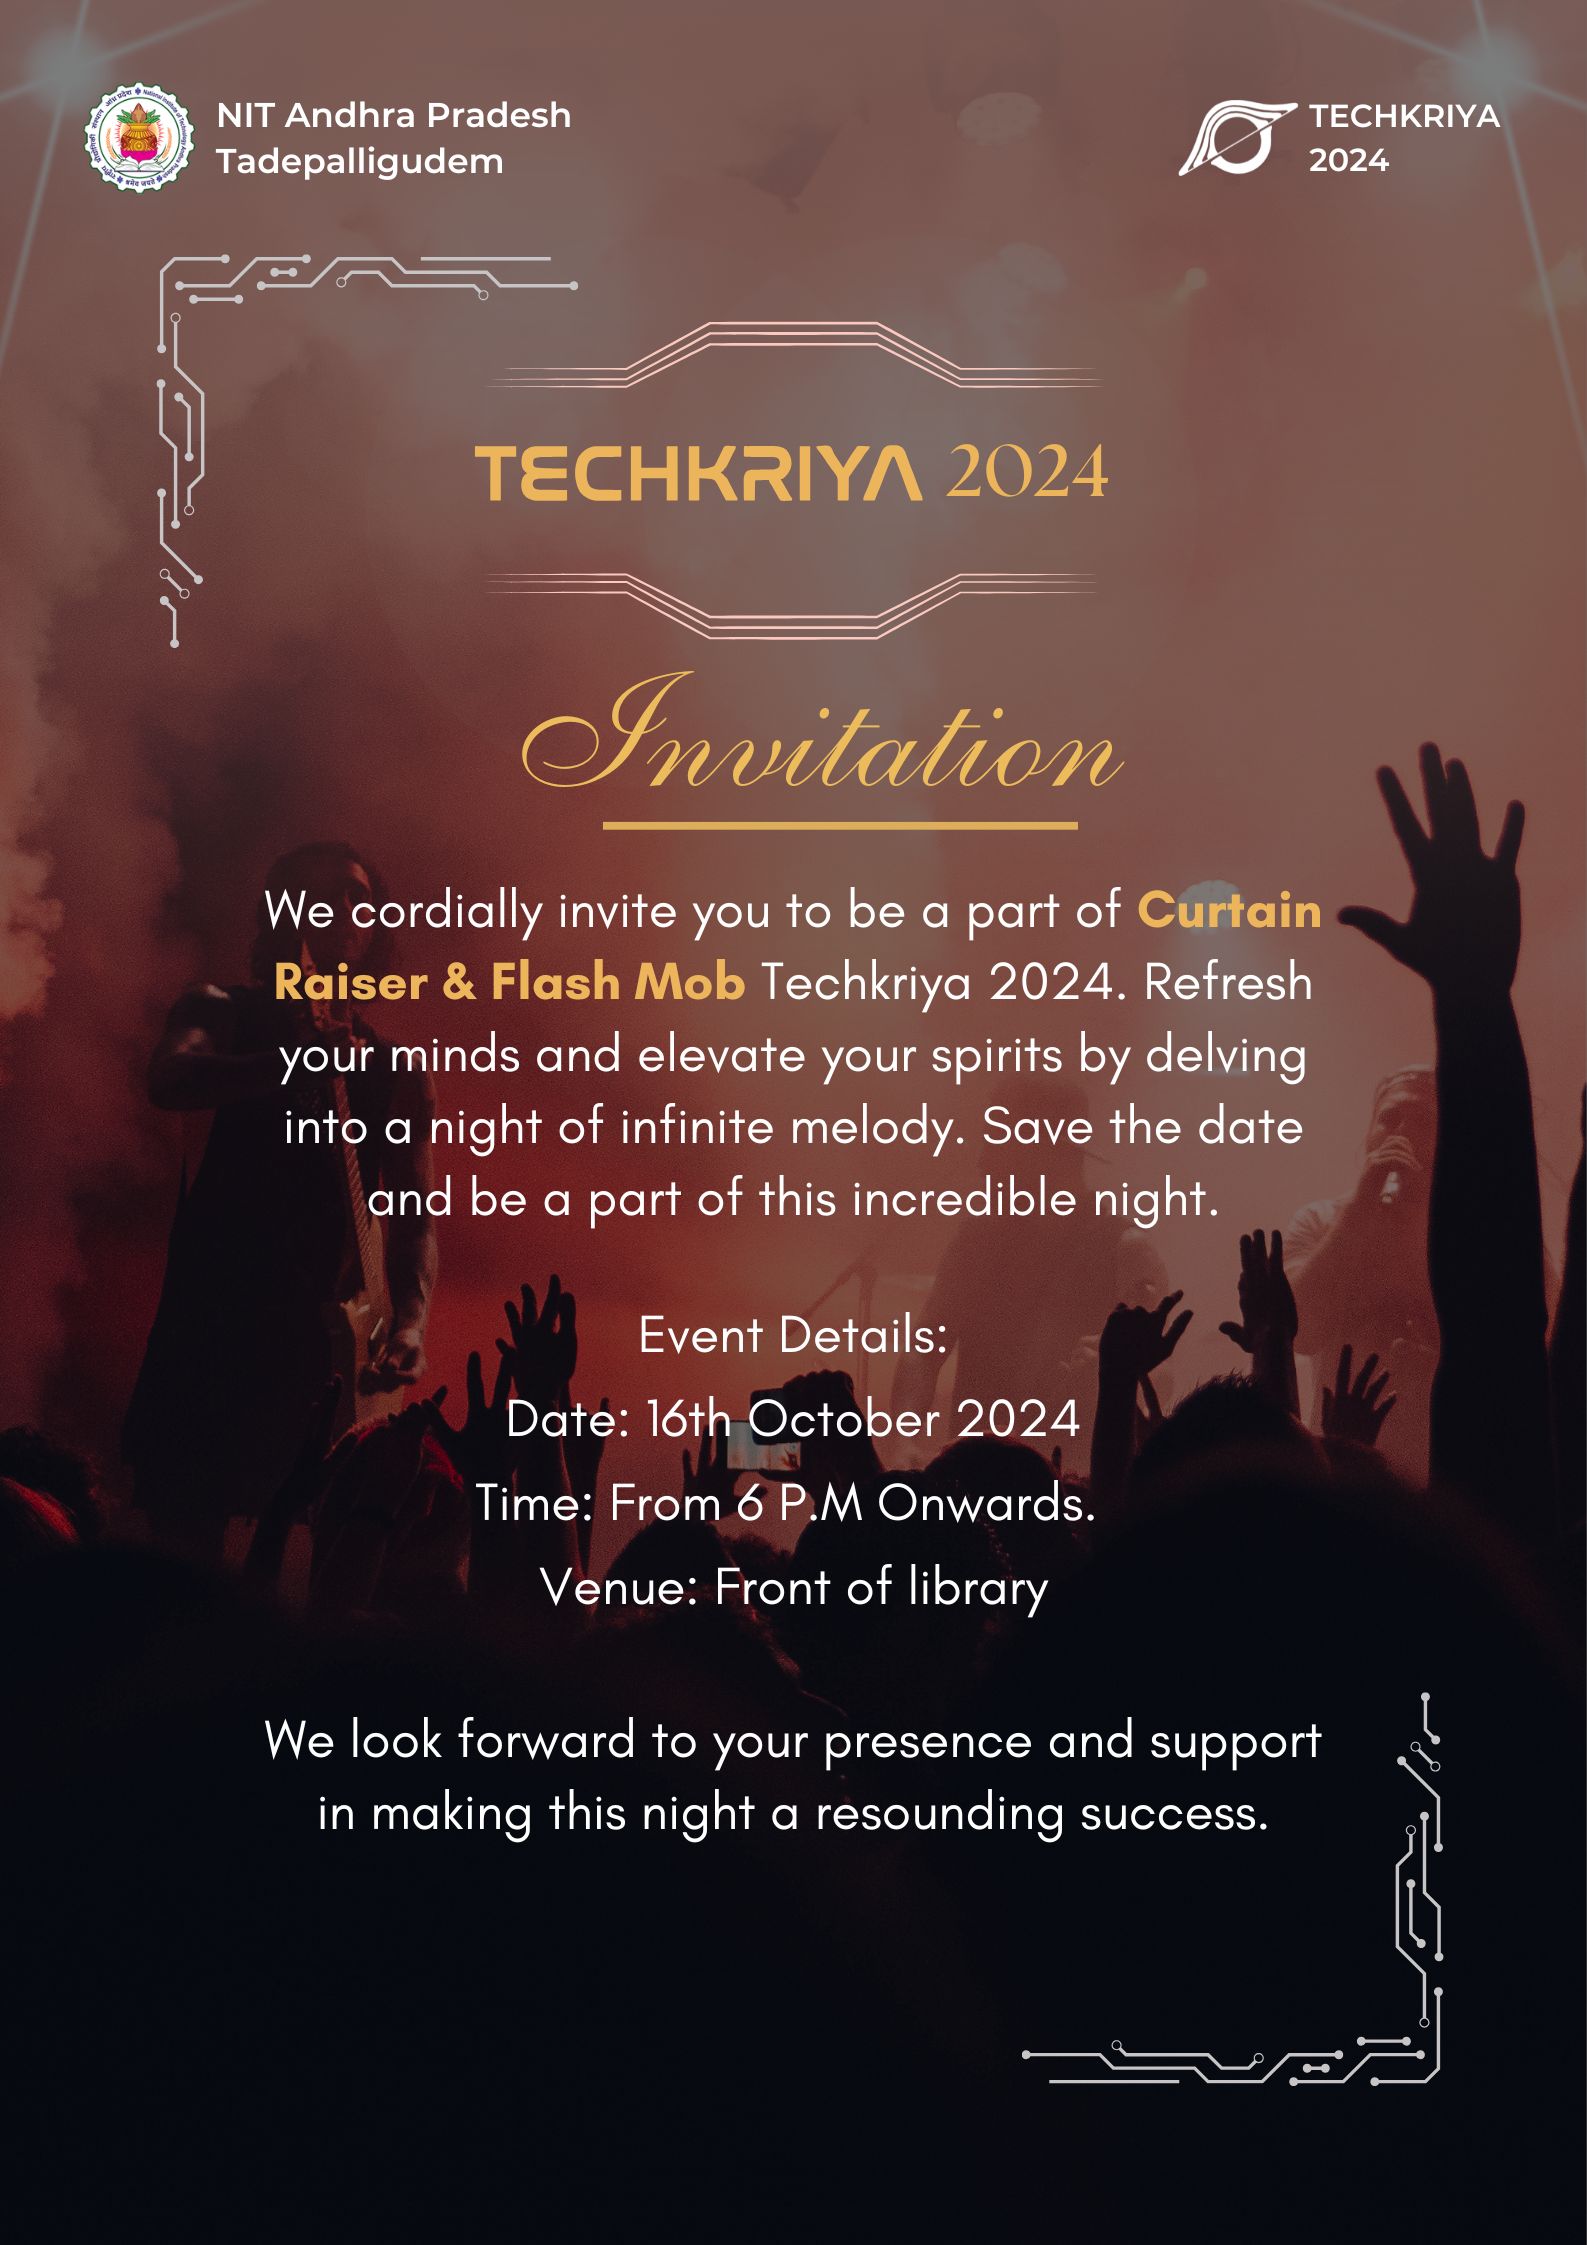 NIT Andhra Pradesh
Tadepalligudem
TECHKRIYA
2024
TECHKRIYA 2024
Invitation
We cordially invite you to be a part of Curtain
Raiser & Flash Mob Techkriya 2024. Refresh
your minds and elevate your spirits by delving
into a night of infinite melody. Save the date
and be a part of this incredible night.
Event Details:
Date: 16th October 2024
Time: From 6 P.M Onwards.
Venue: Front of library
We look forward to your presence and support
in making this night a resounding success.